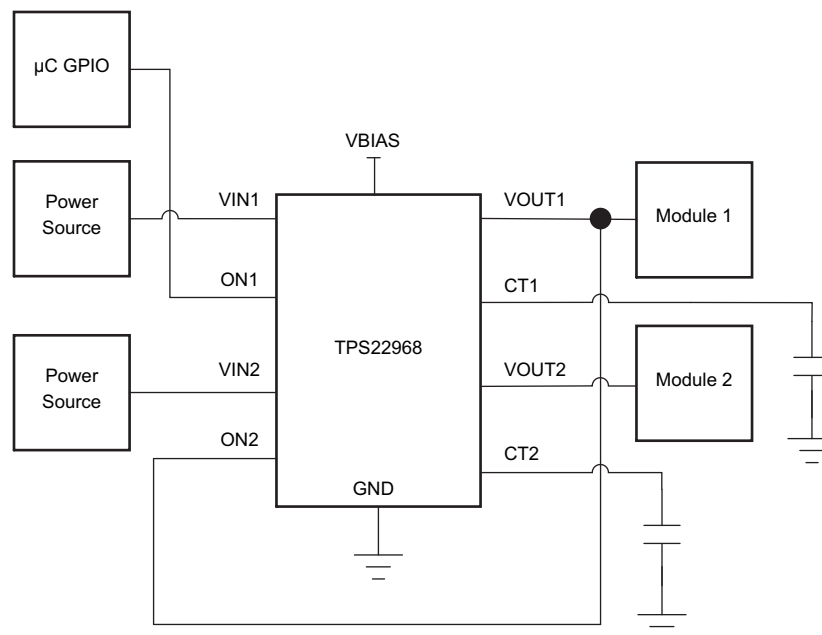 µC GPIO
VBIAS
Power
Source
VIN1
VOUT1
Module 1
ON1
CT1
TPS22968
Power
Source
VIN2
VOUT2
Module 2
ON2
CT2
GND